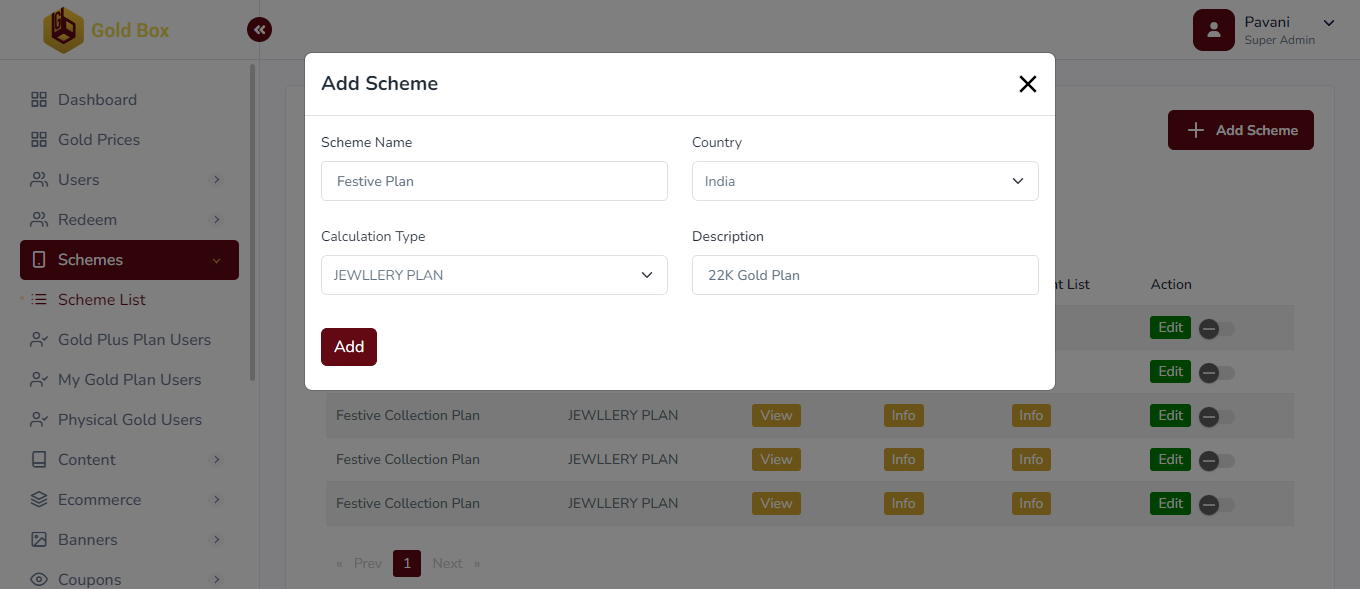 Gold Box
Pavani
Super Admin
Dashboard
Gold Prices
Users
Redeem
Schemes
Scheme List
Gold Plus Plan Users
My Gold Plan Users
Physical Gold Users
Content
Ecommerce
Banners
Coupons
Add Scheme
Add Scheme
Scheme Name
Country
Festive Plan
India
Calculation Type
Description
JEWLLERY PLAN
22K Gold Plan
Add
List
Action
Edit
Edit
Festive Collection Plan JEWLLERY PLAN View Info Info Edit
Festive Collection Plan JEWLLERY PLAN View Info Info Edit
Festive Collection Plan JEWLLERY PLAN View Info Info Edit
« Prev 1 Next »